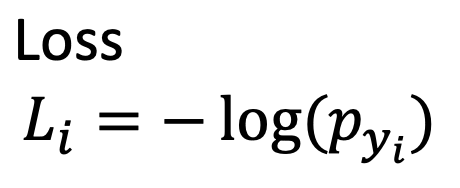 Loss
$L_i = -\log(p_{y_i})$